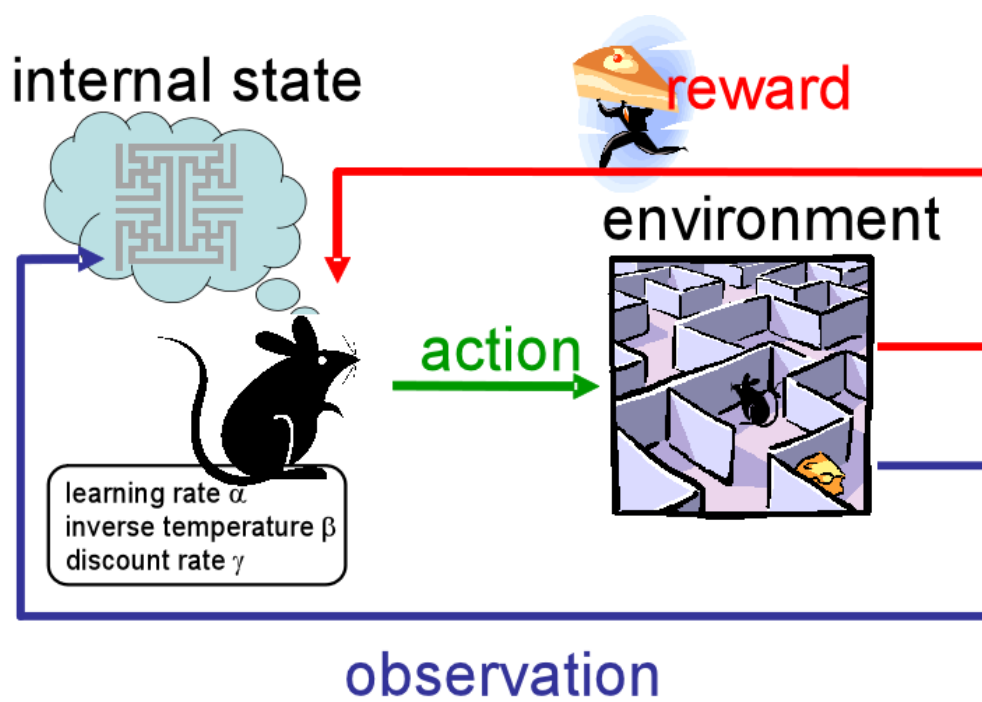 internal state
reward
environment
action
learning rate α
inverse temperature β
discount rate γ
observation